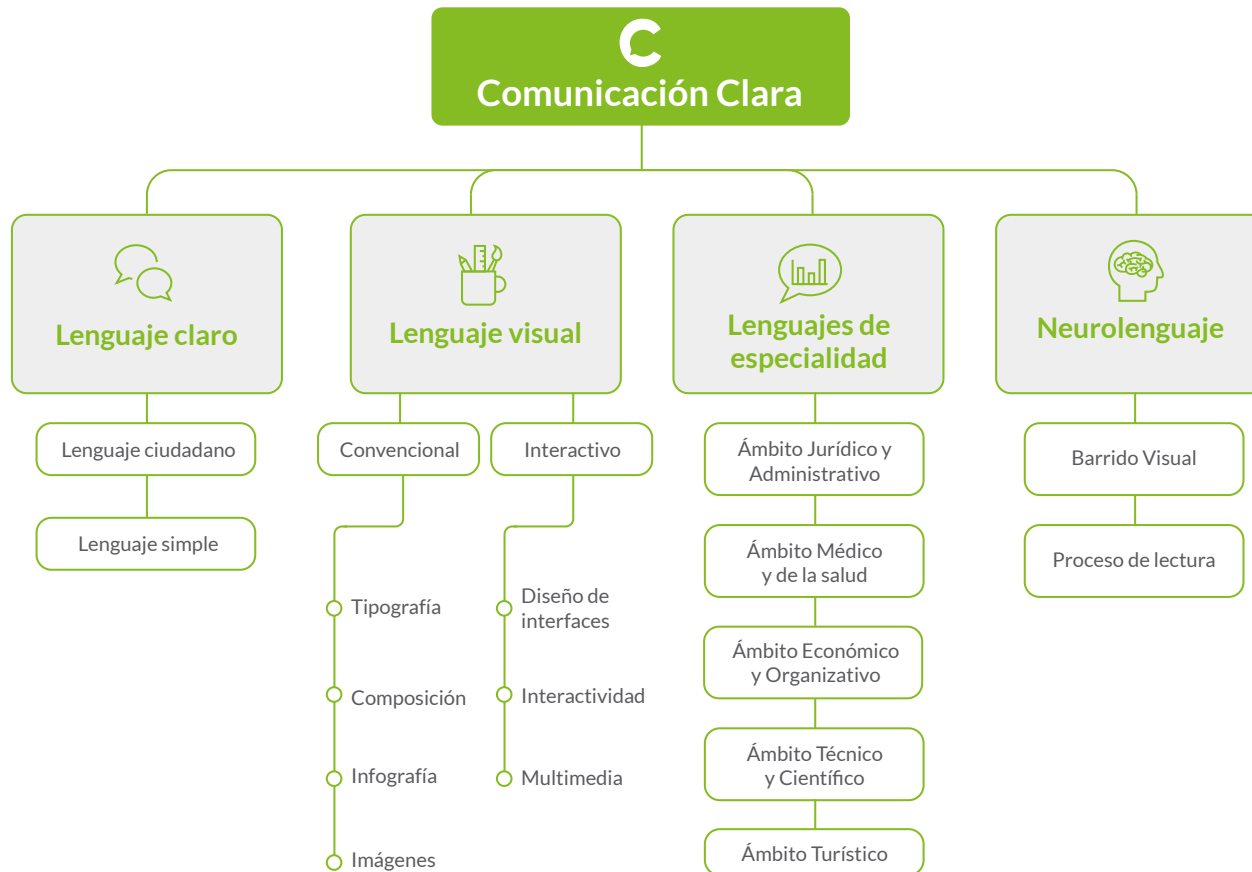 Comunicación Clara
Lenguaje claro
Lenguaje ciudadano
Lenguaje simple
Lenguaje visual
Convencional
Tipografía
Composición
Infografía
Imágenes
Interactivo
Diseño de
interfaces
Interactividad
Multimedia
Lenguajes de
especialidad
Ámbito Jurídico y
Administrativo
Ámbito Médico
y de la salud
Ámbito Económico
y Organizativo
Ámbito Técnico
y Científico
Ámbito Turístico
Neurolenguaje
Barrido Visual
Proceso de lectura